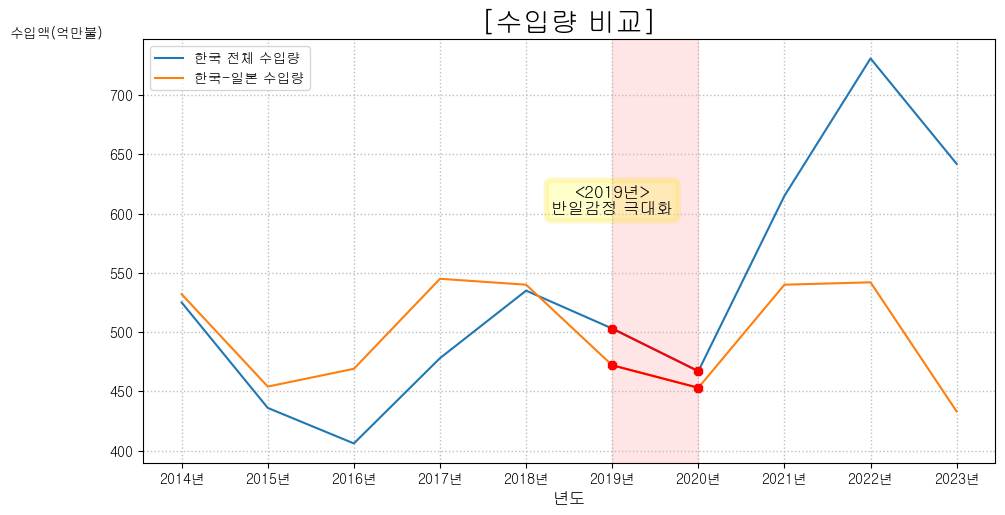 [수입량 비교]
수입액(억만불)
한국 전체 수입량
한국-일본 수입량
700
650
600
550
500
450
400
<2019년>
반일감정 극대화
2014년 2015년 2016년 2017년 2018년 2019년 2020년 2021년 2022년 2023년
년도